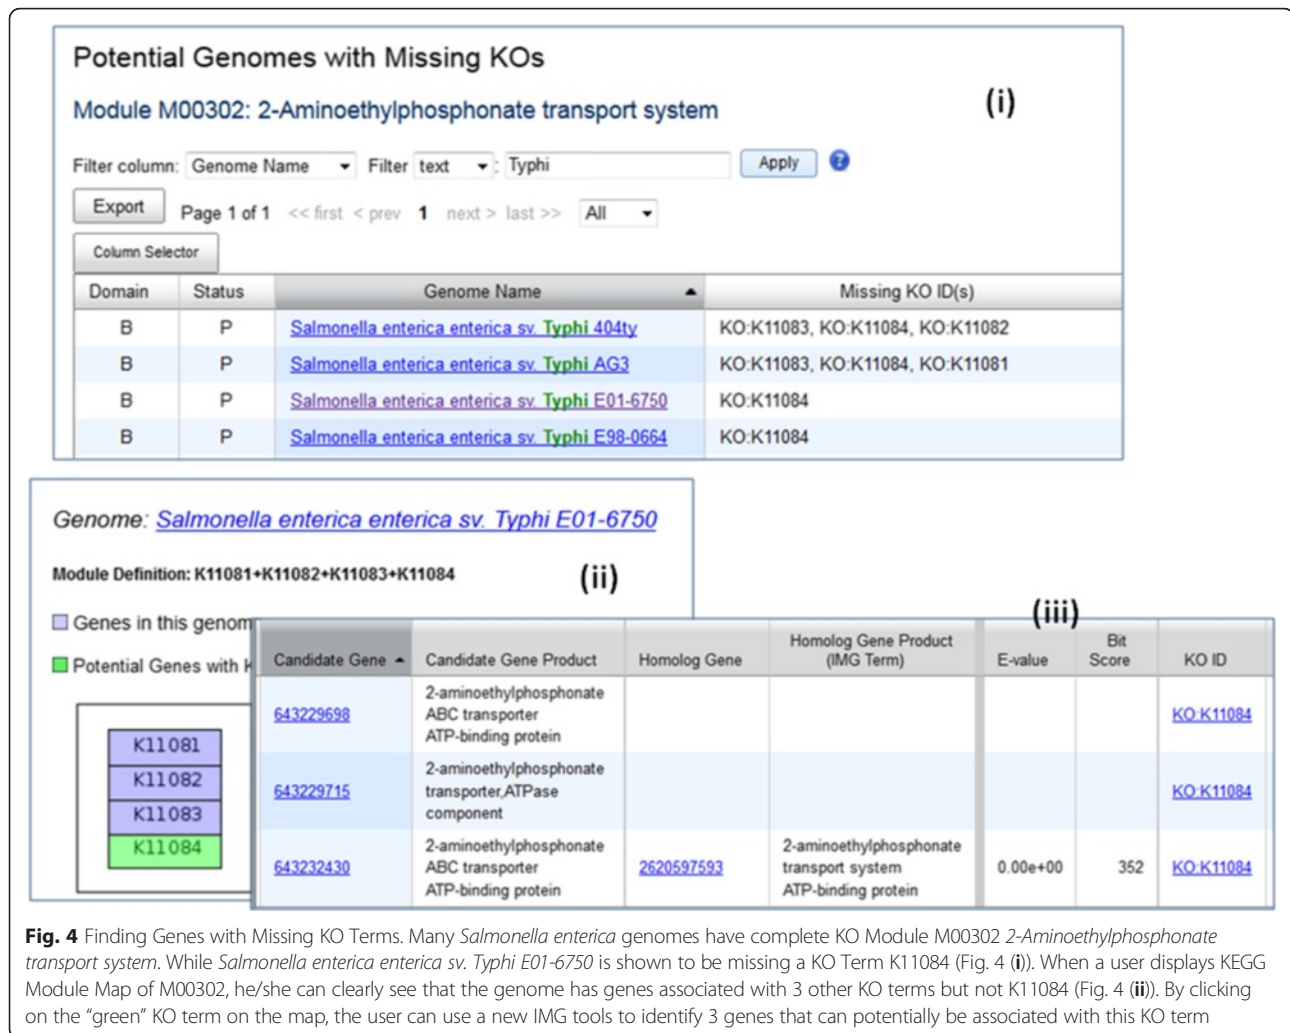 Potential Genomes with Missing KOs
Module M00302: 2-Aminoethylphosphonate transport system
(i)
Filter column: Genome Name Filter text : Typhi Apply ?
Export Page 1 of 1 << first < prev 1 next > last >> All
Column Selector
Domain Status Genome Name Missing KO ID(s)
B P Salmonella enterica enterica sv. Typhi 404ty KO:K11083, KO:K11084, KO:K11082
B P Salmonella enterica enterica sv. Typhi AG3 KO:K11083, KO:K11084, KO:K11081
B P Salmonella enterica enterica sv. Typhi E01-6750 KO:K11084
B P Salmonella enterica enterica sv. Typhi E98-0664 KO:K11084
Genome: Salmonella enterica enterica sv. Typhi E01-6750
Module Definition: K11081+K11082+K11083+K11084
(ii)
Genes in this genom
Potential Genes with K
K11081
K11082
K11083
K11084
(iii)
Candidate Gene Candidate Gene Product Homolog Gene Homolog Gene Product (IMG Term) E-value Bit Score KO ID
643229698 2-aminoethylphosphonate ABC transporter ATP-binding protein KO:K11084
643229715 2-aminoethylphosphonate transporter,ATPase component KO:K11084
643232430 2-aminoethylphosphonate ABC transporter ATP-binding protein 2620597593 2-aminoethylphosphonate transport system ATP-binding protein 0.00e+00 352 KO:K11084
Fig. 4 Finding Genes with Missing KO Terms. Many Salmonella enterica genomes have complete KO Module M00302 2-Aminoethylphosphonate
transport system. While Salmonella enterica enterica sv. Typhi E01-6750 is shown to be missing a KO Term K11084 (Fig. 4 (i)). When a user displays KEGG
Module Map of M00302, he/she can clearly see that the genome has genes associated with 3 other KO terms but not K11084 (Fig. 4 (ii)). By clicking
on the “green” KO term on the map, the user can use a new IMG tools to identify 3 genes that can potentially be associated with this KO term